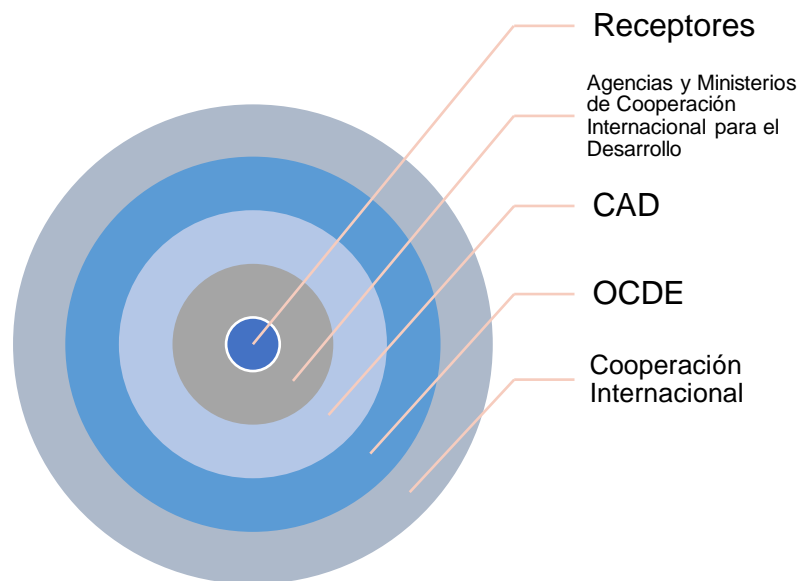 Receptores
Agencias y Ministerios
de Cooperación
Internacional para el
Desarrollo
CAD
OCDE
Cooperación
Internacional